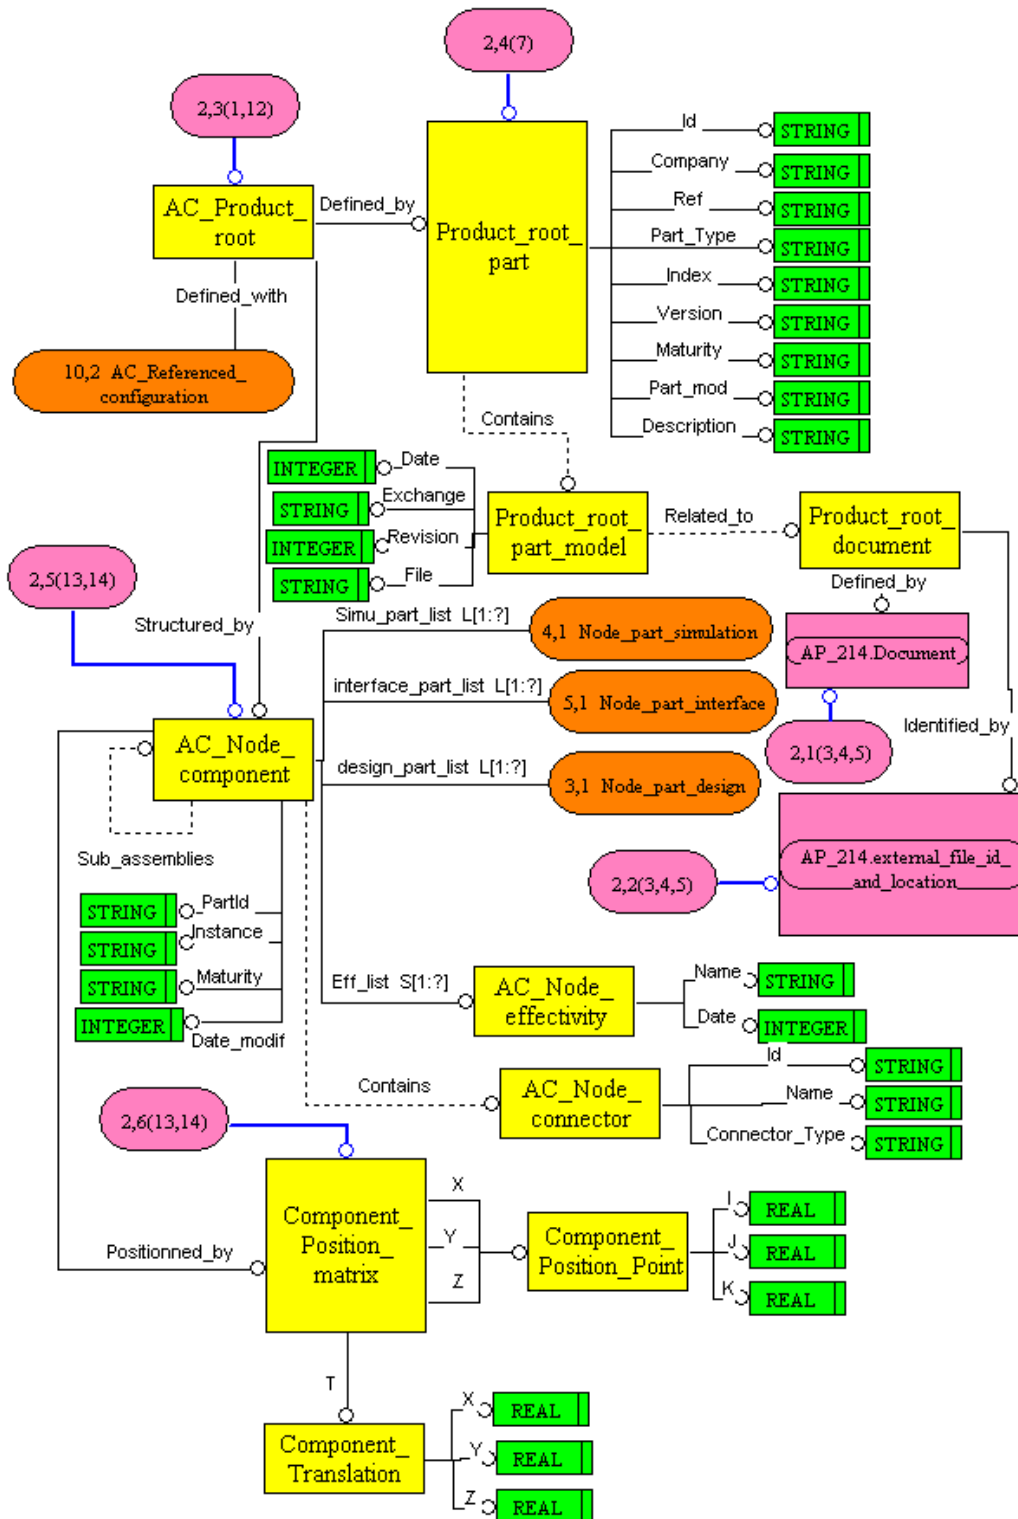 2,4(7)
2,3(1,12)
Id
STRING
Company
STRING
AC_Product_
root
Defined_by
Product_root_
part
Ref
STRING
Part_Type
STRING
Index
STRING
Defined_with
Version
STRING
Maturity
STRING
10,2 AC_Referenced_
configuration
Part_mod
STRING
Contains
Description
STRING
INTEGER
Date
STRING
Exchange
INTEGER
Revision
STRING
File
Product_root_
part_model
Related_to
Product_root_
document
2,5(13,14)
Defined_by
Structured_by
Simu_part_list L[1:?]
4,1 Node_part_simulation
AP_214.Document
interface_part_list L[1:?]
5,1 Node_part_interface
Identified_by
AC_Node_
component
2,1(3,4,5)
design_part_list L[1:?]
3,1 Node_part_design
Sub_assemblies
AP_214.external_file_id_
and_location
2,2(3,4,5)
STRING
PartId
STRING
Instance
STRING
Maturity
INTEGER
Date_modif
Eff_list S[1:?]
AC_Node_
effectivity
Name
STRING
Date
INTEGER
Id
STRING
Contains
AC_Node_
connector
Name
STRING
Connector_Type
STRING
2,6(13,14)
Component_
Position_
matrix
X
Y
Z
Positionned_by
Component_
Position_Point
I
REAL
J
REAL
K
REAL
T
Component_
Translation
X
REAL
Y
REAL
Z
REAL